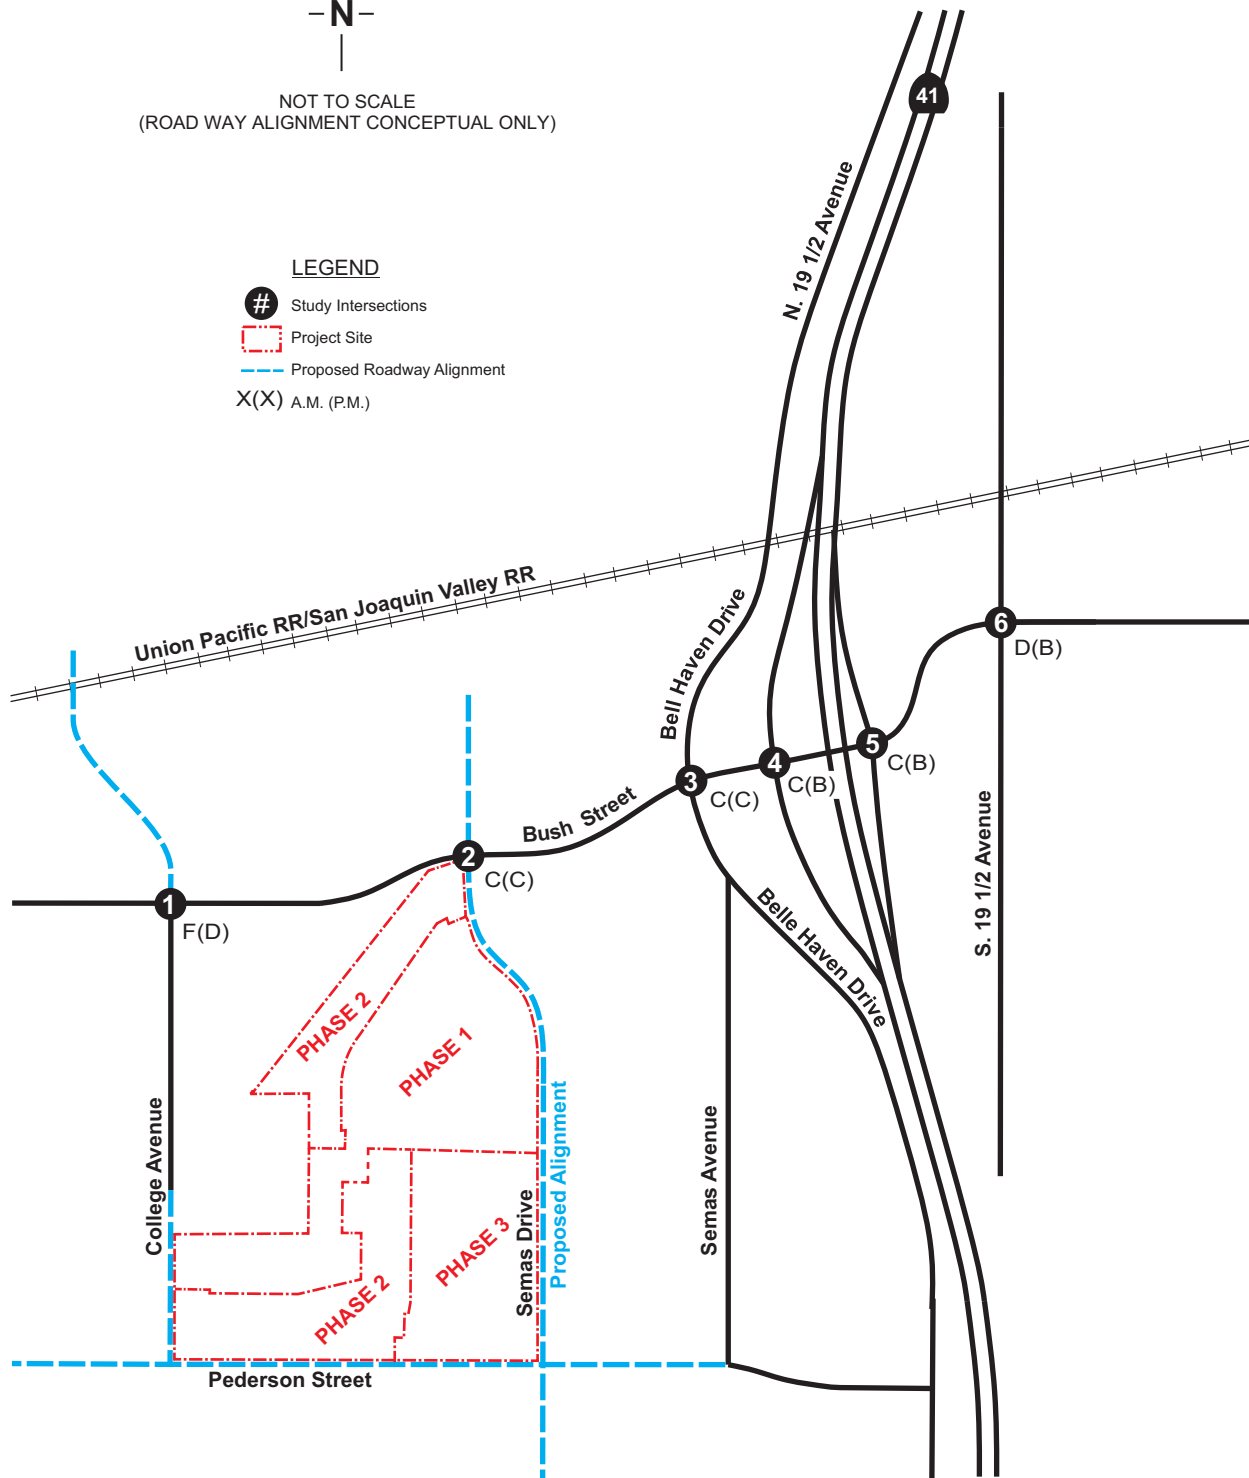 N
NOT TO SCALE
(ROAD WAY ALIGNMENT CONCEPTUAL ONLY)
41
N. 19 1/2 Avenue
LEGEND
# Study Intersections
Project Site
Proposed Roadway Alignment
X(X) A.M. (P.M.)
Union Pacific RR/San Joaquin Valley RR
Bell Haven Drive
6
D(B)
5
C(B)
4
C(B)
3
C(C)
Bush Street
2
C(C)
1
F(D)
S. 19 1/2 Avenue
Belle Haven Drive
PHASE 2
PHASE 1
College Avenue
Semas Drive
Proposed Alignment
Semas Avenue
PHASE 3
PHASE 2
Pederson Street